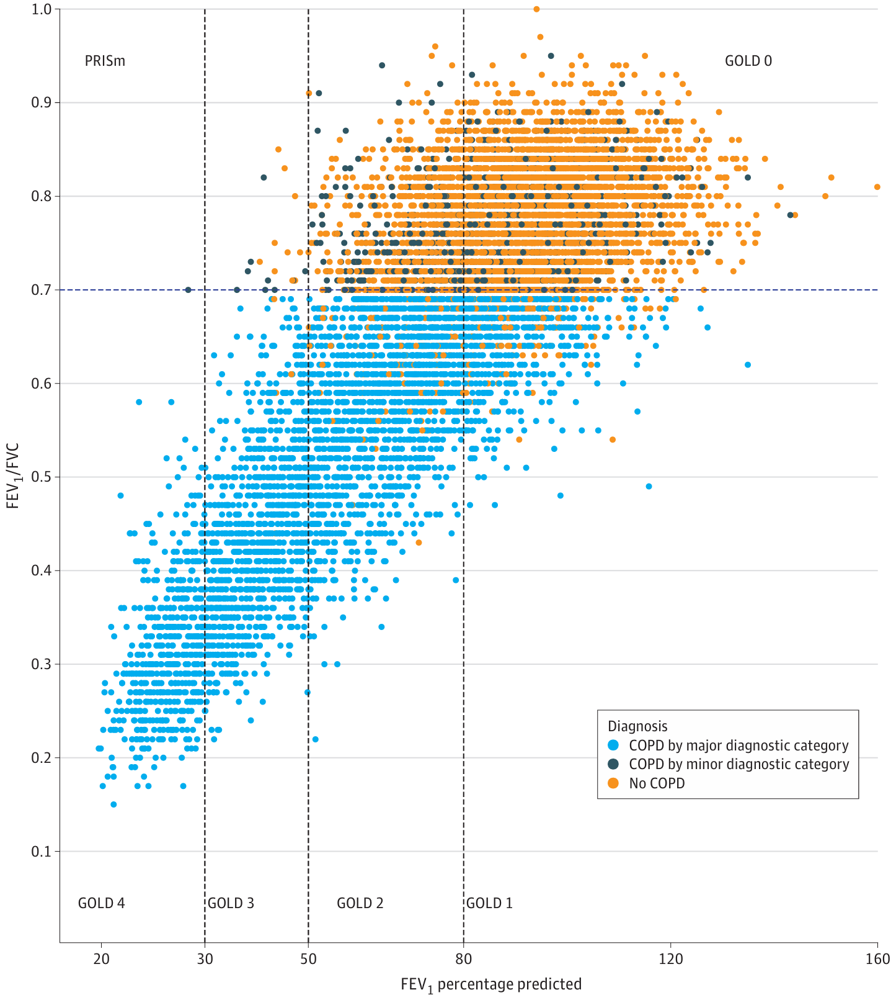 1.0
PRISm
GOLD 0
0.9
0.8
0.7
0.6
FEV1/FVC
0.5
0.4
0.3
Diagnosis
COPD by major diagnostic category
COPD by minor diagnostic category
No COPD
0.2
0.1
GOLD 4
GOLD 3
GOLD 2
GOLD 1
20
30
50
80
120
160
FEV1 percentage predicted